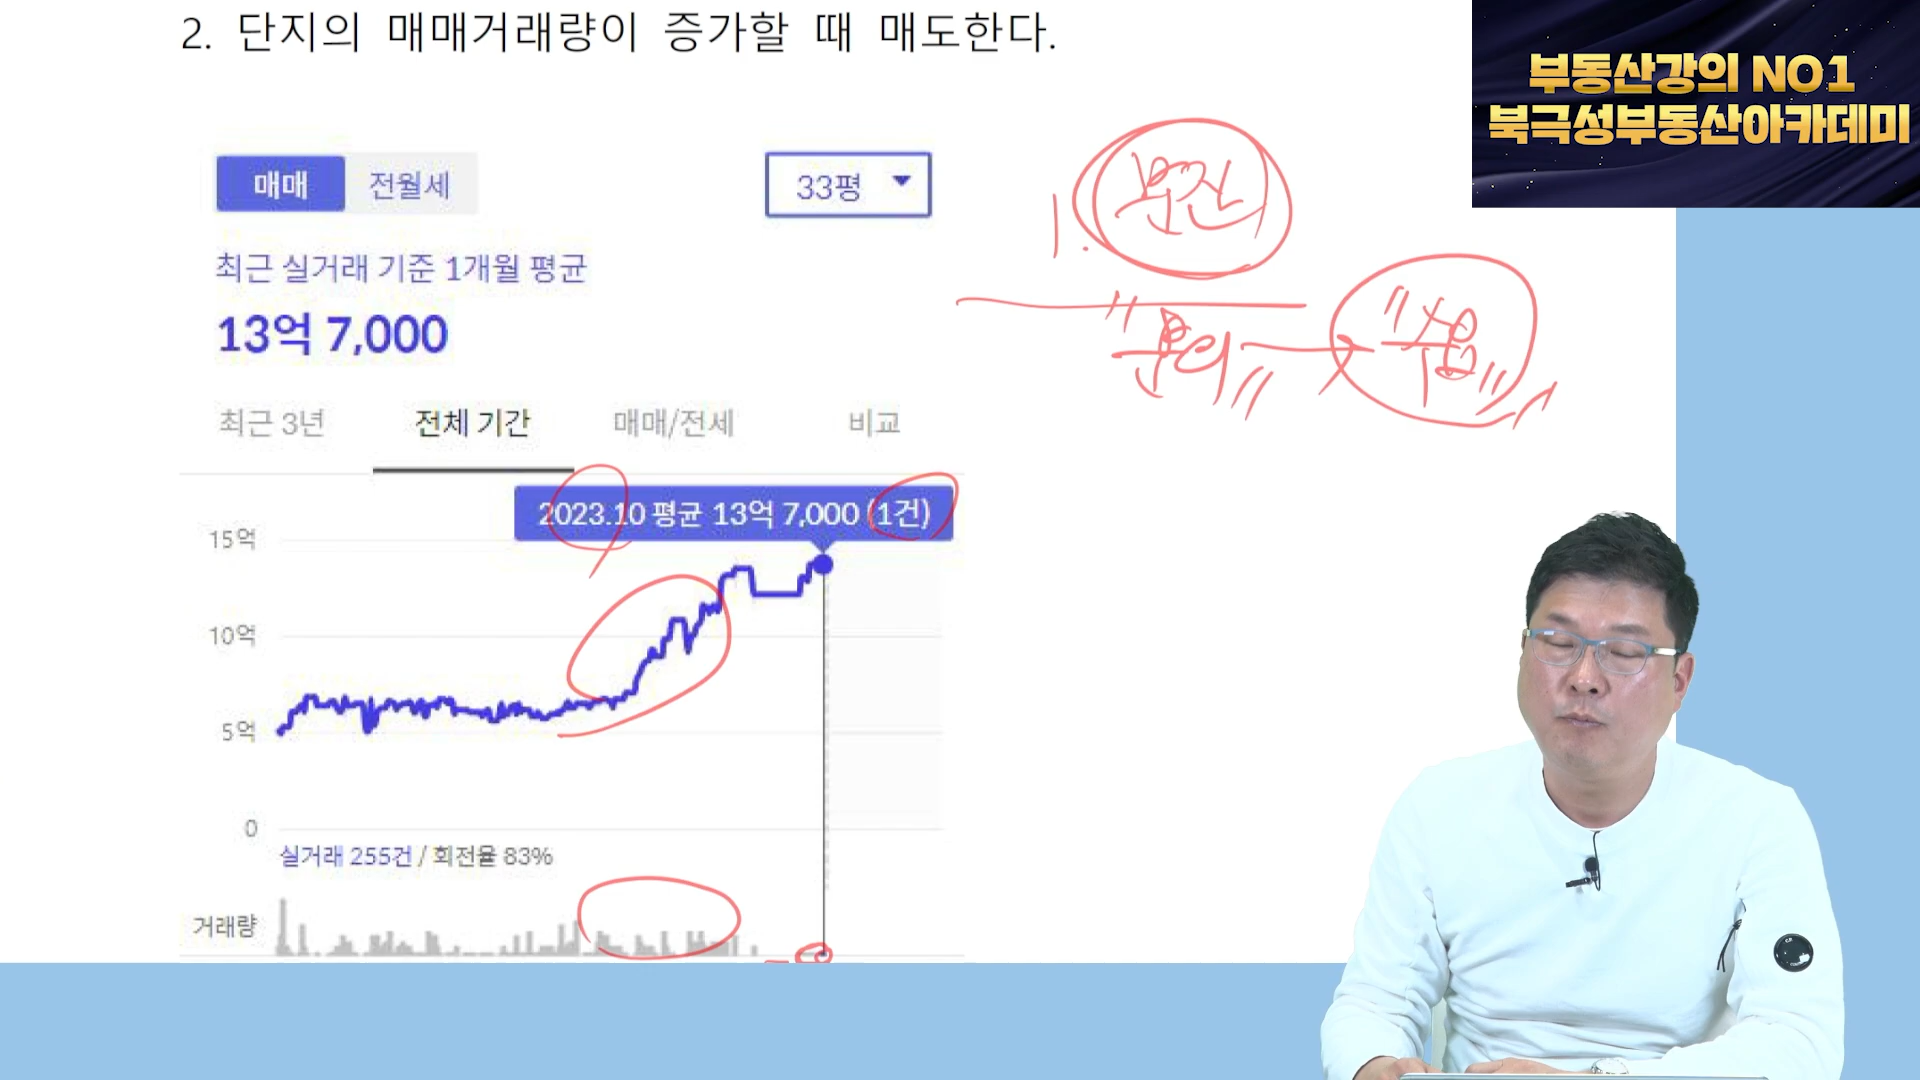 2. 단지의 매매거래량이 증가할 때 매도한다.
부동산강의 NO1
북극성부동산아카데미
매매 전월세
33평
최근 실거래 기준 1개월 평균
13억 7,000
최근 3년 전체 기간 매매/전세 비교
2023.10 평균 13억 7,000 (1건)
15억
10억
5억
0
실거래 255건 / 회전율 83%
거래량
1.
"문의"